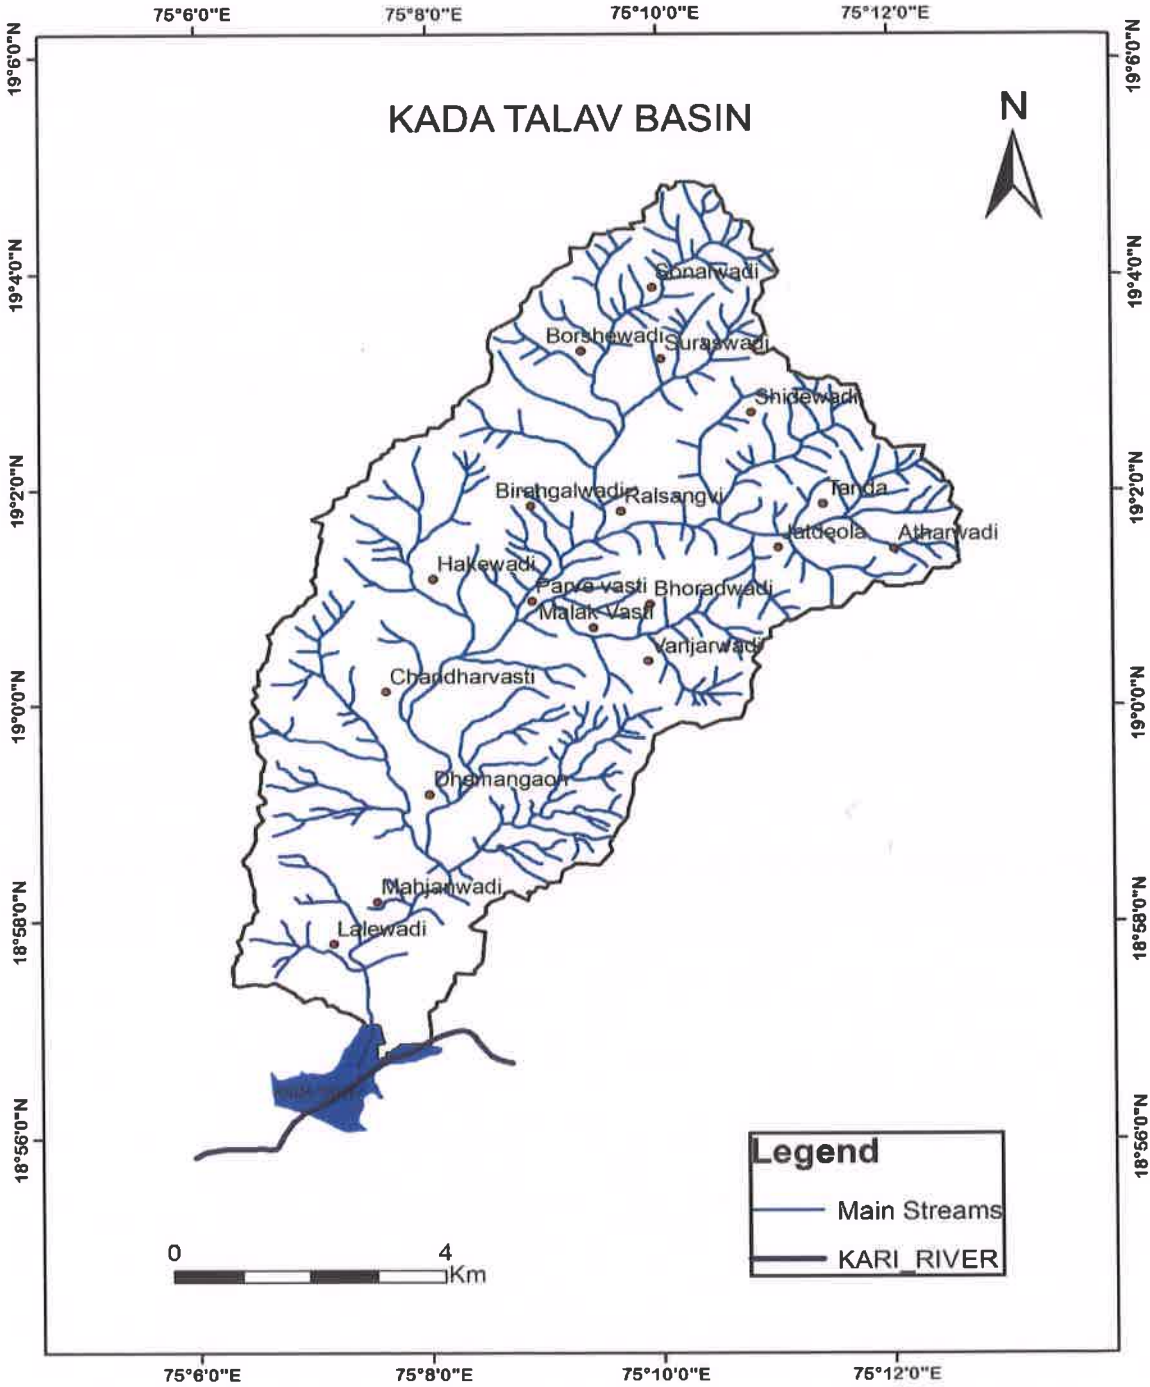 75°6'0"E
75°8'0"E
75°10'0"E
75°12'0"E
19°6'0"N
19°6'0"N
KADA TALAV BASIN
N
19°4'0"N
19°4'0"N
Sonarwadi
Borshewadi
Suraswadi
Shidewadi
19°2'0"N
19°2'0"N
Birangalwadi
Ralsangvi
Tanda
Jatdeola
Atharwadi
Hakewadi
Parve vasti
Bhoradwadi
Malak Vasti
Vanjarwadi
19°0'0"N
19°0'0"N
Chandharvasti
Dhamangaon
Mahjanwadi
Lalewadi
18°58'0"N
18°58'0"N
18°56'0"N
18°56'0"N
Legend
Main Streams
KARI_RIVER
0
4
Km
75°6'0"E
75°8'0"E
75°10'0"E
75°12'0"E